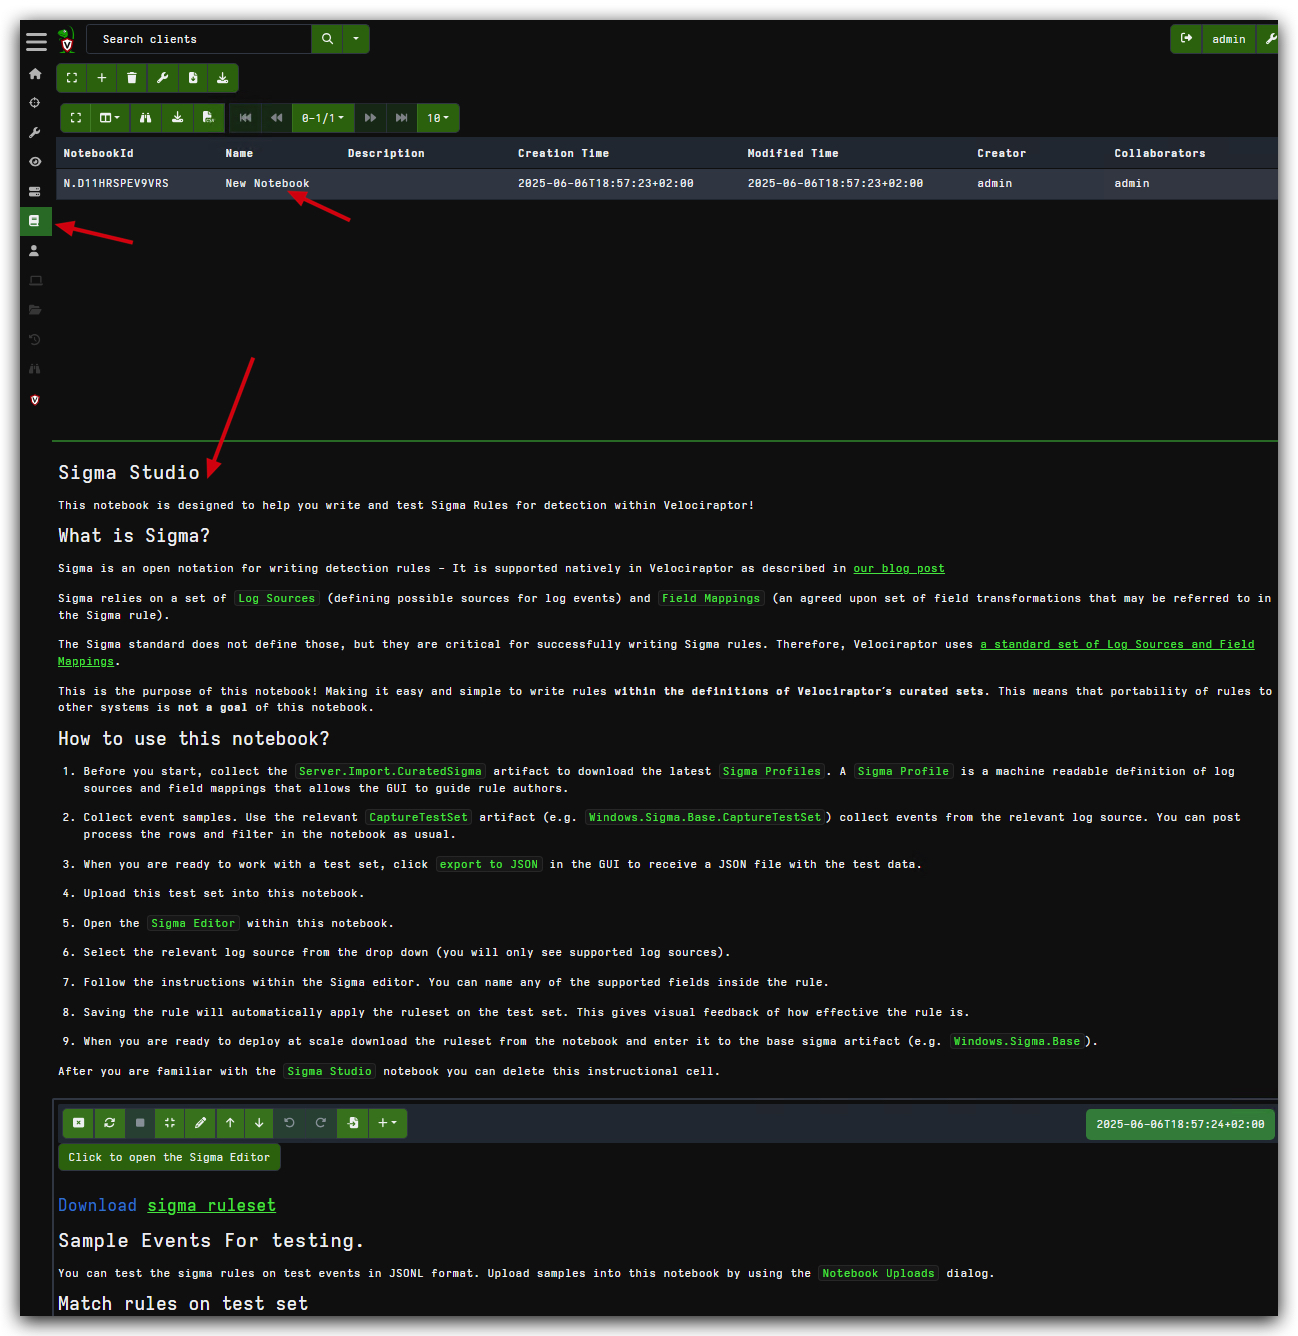 Search clients
admin
0-1/1
10
NotebookId Name Description Creation Time Modified Time Creator Collaborators
N.D11HRSPEV9VRS New Notebook 2025-06-06T18:57:23+02:00 2025-06-06T18:57:23+02:00 admin admin
Sigma Studio
This notebook is designed to help you write and test Sigma Rules for detection within Velociraptor!
What is Sigma?
Sigma is an open notation for writing detection rules - It is supported natively in Velociraptor as described in our blog post
Sigma relies on a set of Log Sources (defining possible sources for log events) and Field Mappings (an agreed upon set of field transformations that may be referred to in
the Sigma rule).
The Sigma standard does not define those, but they are critical for successfully writing Sigma rules. Therefore, Velociraptor uses a standard set of Log Sources and Field
Mappings.
This is the purpose of this notebook! Making it easy and simple to write rules within the definitions of Velociraptor's curated sets. This means that portability of rules to
other systems is not a goal of this notebook.
How to use this notebook?
1. Before you start, collect the Server.Import.CuratedSigma artifact to download the latest Sigma Profiles. A Sigma Profile is a machine readable definition of log
sources and field mappings that allows the GUI to guide rule authors.
2. Collect event samples. Use the relevant CaptureTestSet artifact (e.g. Windows.Sigma.Base.CaptureTestSet) collect events from the relevant log source. You can post
process the rows and filter in the notebook as usual.
3. When you are ready to work with a test set, click export to JSON in the GUI to receive a JSON file with the test data.
4. Upload this test set into this notebook.
5. Open the Sigma Editor within this notebook.
6. Select the relevant log source from the drop down (you will only see supported log sources).
7. Follow the instructions within the Sigma editor. You can name any of the supported fields inside the rule.
8. Saving the rule will automatically apply the ruleset on the test set. This gives visual feedback of how effective the rule is.
9. When you are ready to deploy at scale download the ruleset from the notebook and enter it to the base sigma artifact (e.g. Windows.Sigma.Base).
After you are familiar with the Sigma Studio notebook you can delete this instructional cell.
2025-06-06T18:57:24+02:00
Click to open the Sigma Editor
Download sigma ruleset
Sample Events For testing.
You can test the sigma rules on test events in JSONL format. Upload samples into this notebook by using the Notebook Uploads dialog.
Match rules on test set